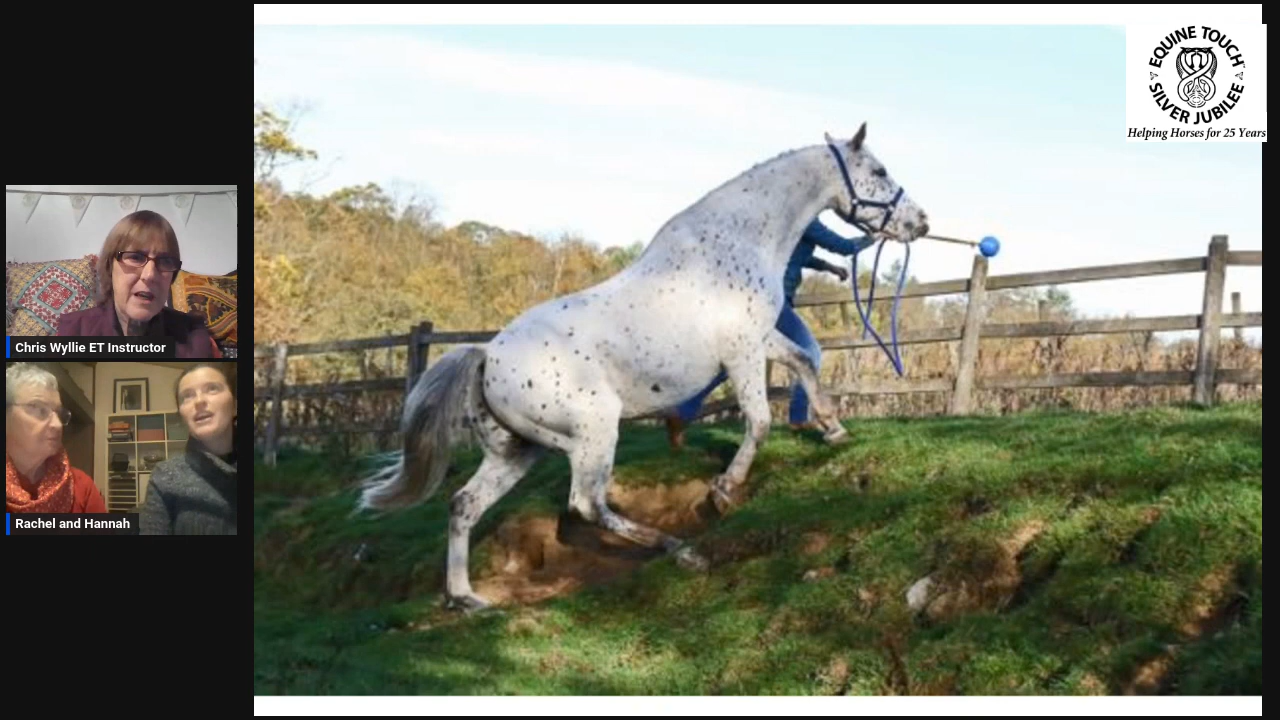 EQUINE TOUCH
SILVER JUBILEE
Helping Horses for 25 Years
Chris Wyllie ET Instructor
Rachel and Hannah